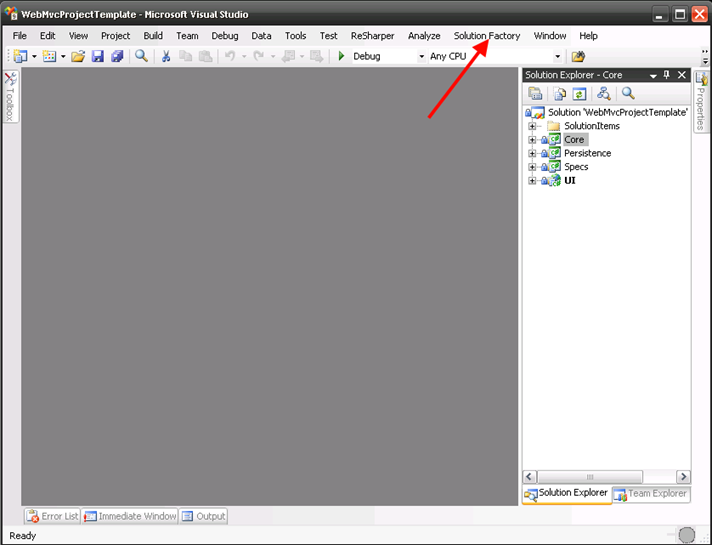 WebMvcProjectTemplate - Microsoft Visual Studio
File Edit View Project Build Team Debug Data Tools Test ReSharper Analyze Solution Factory Window Help
Debug Any CPU
Toolbox
Solution Explorer - Core
Properties
Solution 'WebMvcProjectTemplate'
SolutionItems
Core
Persistence
Specs
UI
Solution Explorer Team Explorer
Error List Immediate Window Output
Ready